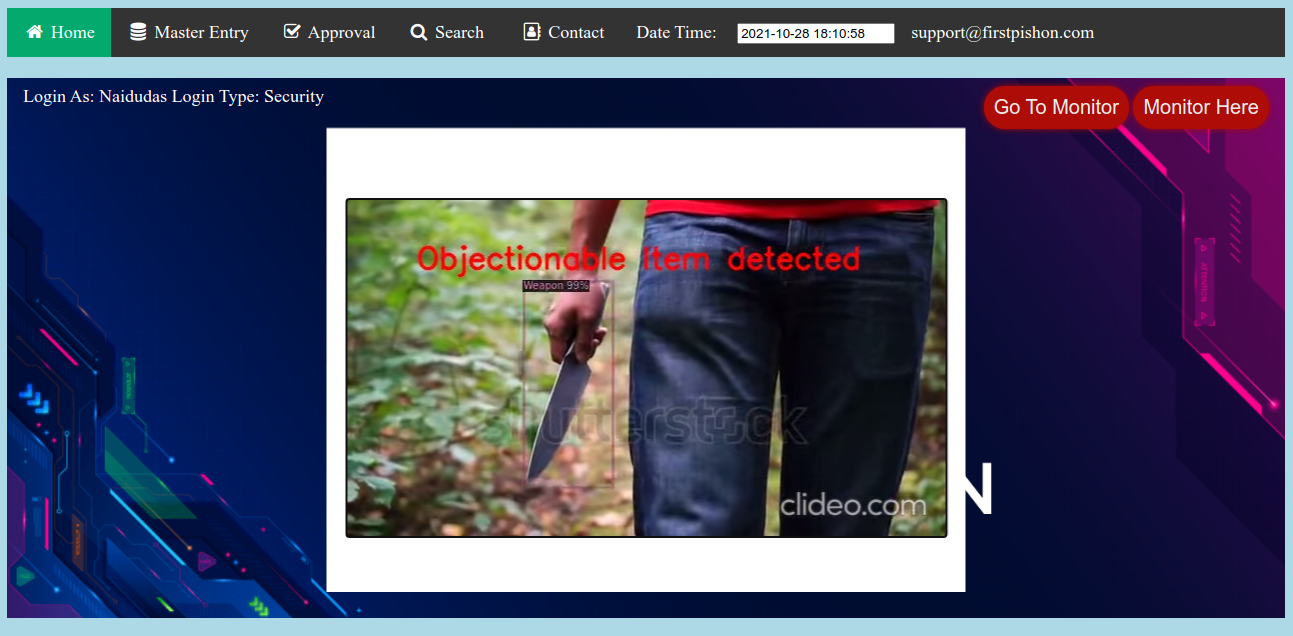 Home Master Entry Approval Search Contact Date Time: 2021-10-28 18:10:58 support@firstpishon.com
Login As: Naidudas Login Type: Security
Go To Monitor Monitor Here
Objectionable item detected
Weapon 99%
shutterstock
clideo.com
N